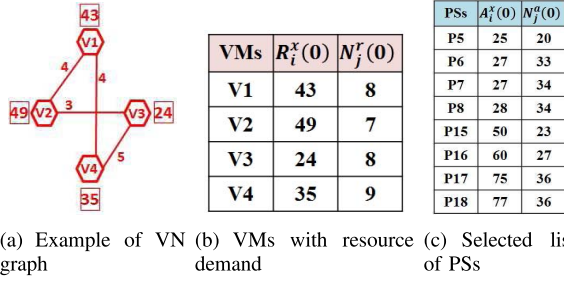 43
V1
4
4
49
V2
3
V3
24
5
V4
35
VMs R_i^x(0) N_j^r(0)
V1 43 8
V2 49 7
V3 24 8
V4 35 9
PSs A_i^x(0) N_j^a(0)
P5 25 20
P6 27 33
P7 27 34
P8 28 34
P15 50 23
P16 60 27
P17 75 36
P18 77 36
(a) Example of VN graph
(b) VMs with resource demand
(c) Selected lis of PSs